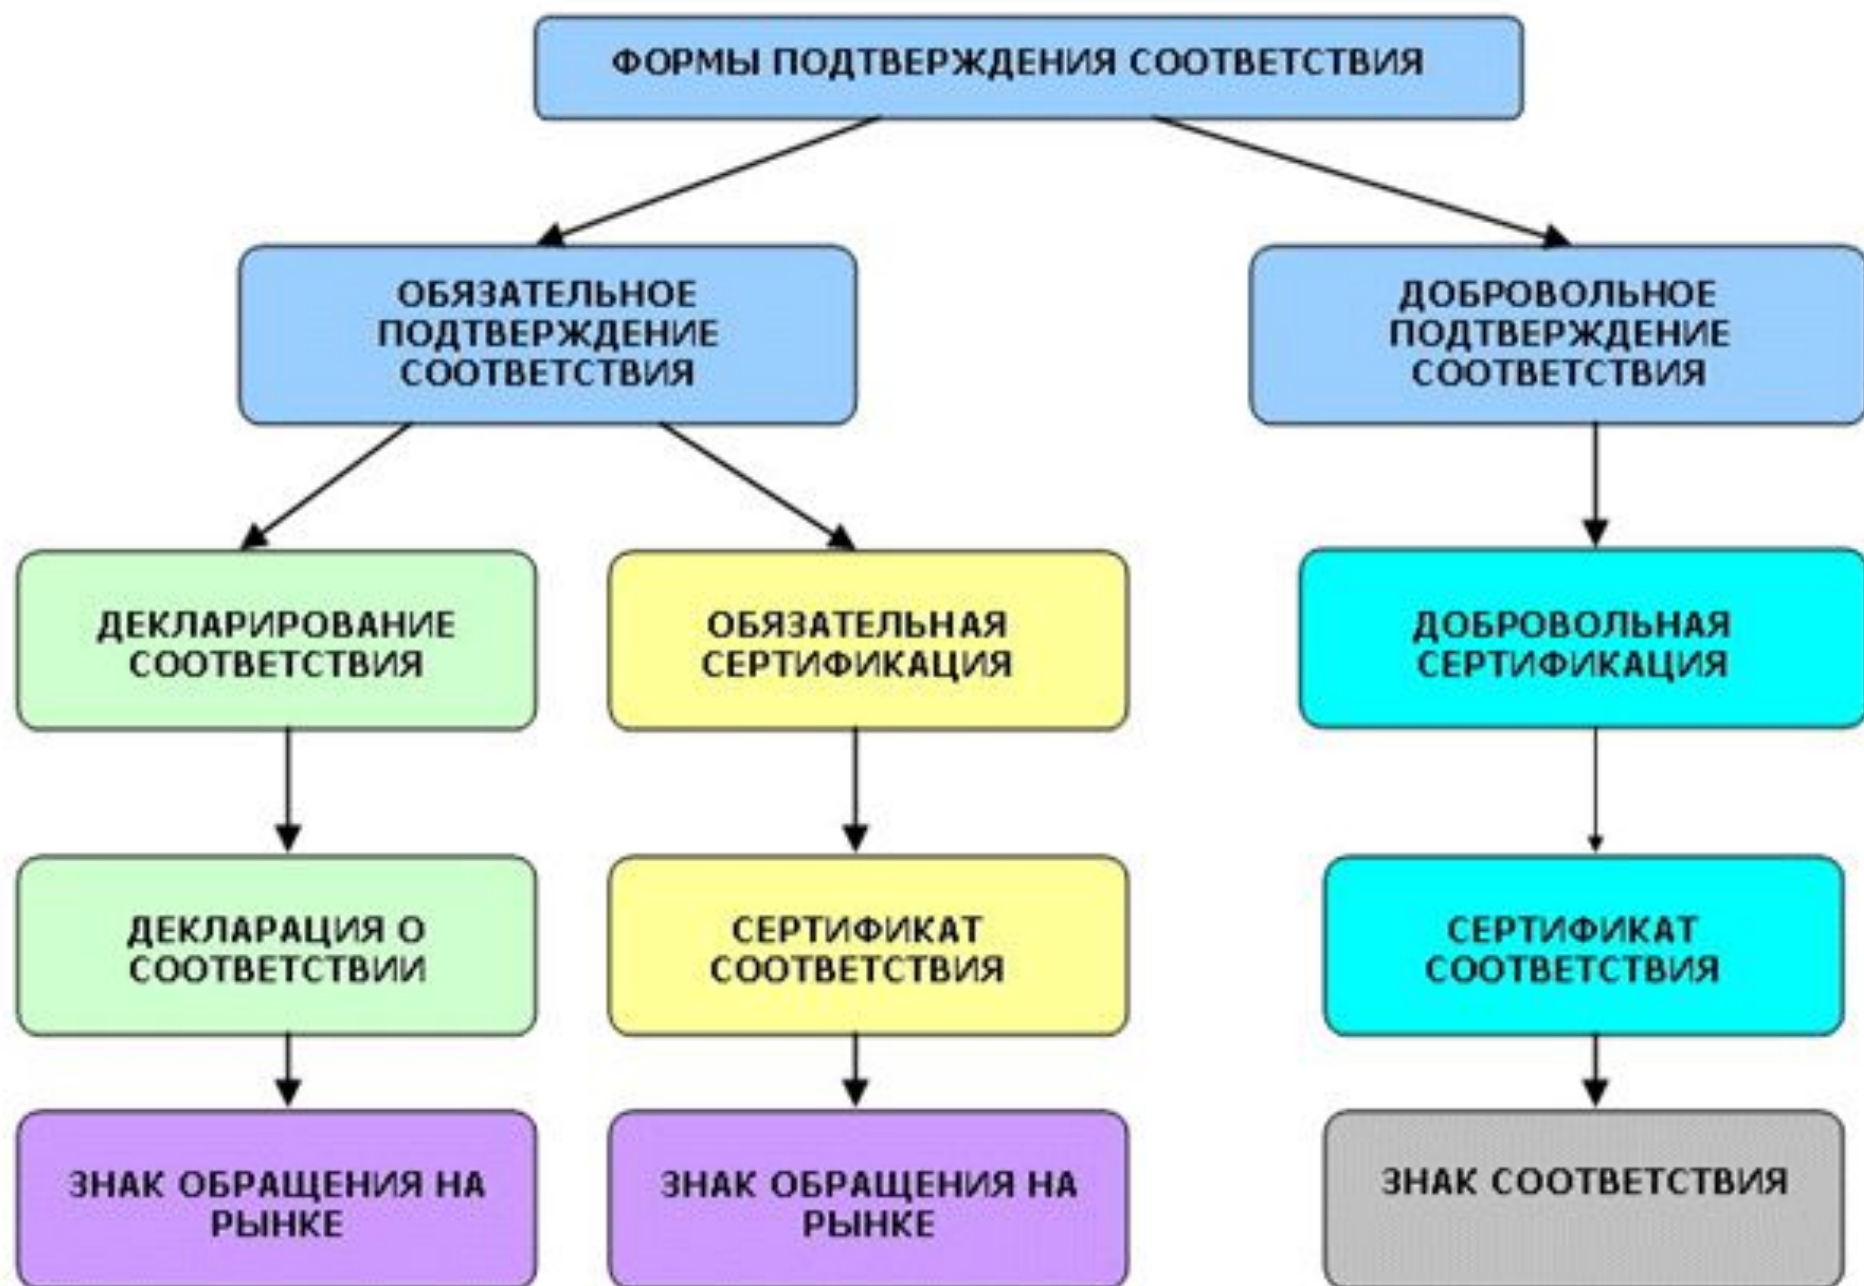 ФОРМЫ ПОДТВЕРЖДЕНИЯ СООТВЕТСТВИЯ
ОБЯЗАТЕЛЬНОЕ
ПОДТВЕРЖДЕНИЕ
СООТВЕТСТВИЯ
ДОБРОВОЛЬНОЕ
ПОДТВЕРЖДЕНИЕ
СООТВЕТСТВИЯ
ДЕКЛАРИРОВАНИЕ
СООТВЕТСТВИЯ
ОБЯЗАТЕЛЬНАЯ
СЕРТИФИКАЦИЯ
ДОБРОВОЛЬНАЯ
СЕРТИФИКАЦИЯ
ДЕКЛАРАЦИЯ О
СООТВЕТСТВИИ
СЕРТИФИКАТ
СООТВЕТСТВИЯ
СЕРТИФИКАТ
СООТВЕТСТВИЯ
ЗНАК ОБРАЩЕНИЯ НА
РЫНКЕ
ЗНАК ОБРАЩЕНИЯ НА
РЫНКЕ
ЗНАК СООТВЕТСТВИЯ